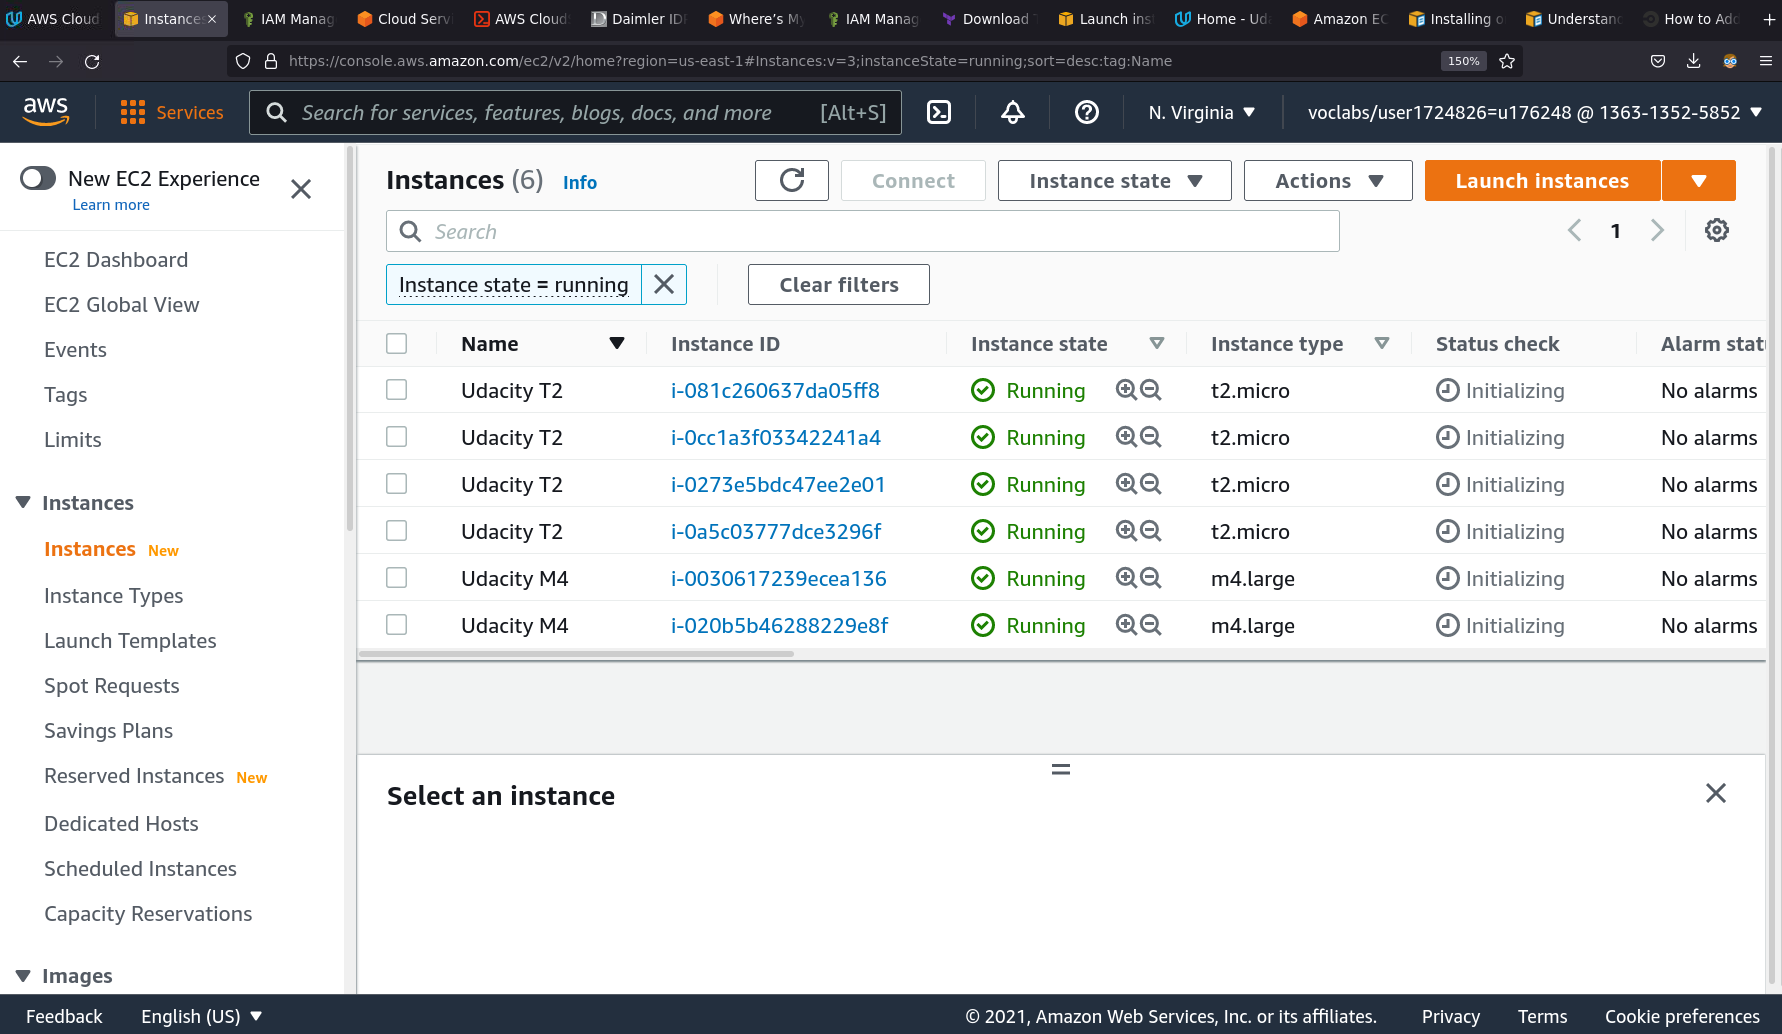 AWS Cloud
Instances
IAM Manag
Cloud Serv
AWS Cloud
Daimler IDP
Where's My
IAM Manag
Download T
Launch inst
Home - Uda
Amazon EC
Installing o
Understand
How to Add
https://console.aws.amazon.com/ec2/v2/home?region=us-east-1#Instances:v=3;instanceState=running;sort=desc:tag:Name
150%
aws
Services
Search for services, features, blogs, docs, and more
[Alt+S]
N. Virginia
voclabs/user1724826=u176248 @ 1363-1352-5852
New EC2 Experience
Learn more
EC2 Dashboard
EC2 Global View
Events
Tags
Limits
Instances
Instances New
Instance Types
Launch Templates
Spot Requests
Savings Plans
Reserved Instances New
Dedicated Hosts
Scheduled Instances
Capacity Reservations
Images
Instances (6) Info
Connect
Instance state
Actions
Launch instances
Search
1
Instance state = running
Clear filters
Name Instance ID Instance state Instance type Status check Alarm statu
Udacity T2 i-081c260637da05ff8 Running t2.micro Initializing No alarms
Udacity T2 i-0cc1a3f03342241a4 Running t2.micro Initializing No alarms
Udacity T2 i-0273e5bdc47ee2e01 Running t2.micro Initializing No alarms
Udacity T2 i-0a5c03777dce3296f Running t2.micro Initializing No alarms
Udacity M4 i-0030617239ecea136 Running m4.large Initializing No alarms
Udacity M4 i-020b5b46288229e8f Running m4.large Initializing No alarms
Select an instance
Feedback
English (US)
© 2021, Amazon Web Services, Inc. or its affiliates.
Privacy
Terms
Cookie preferences